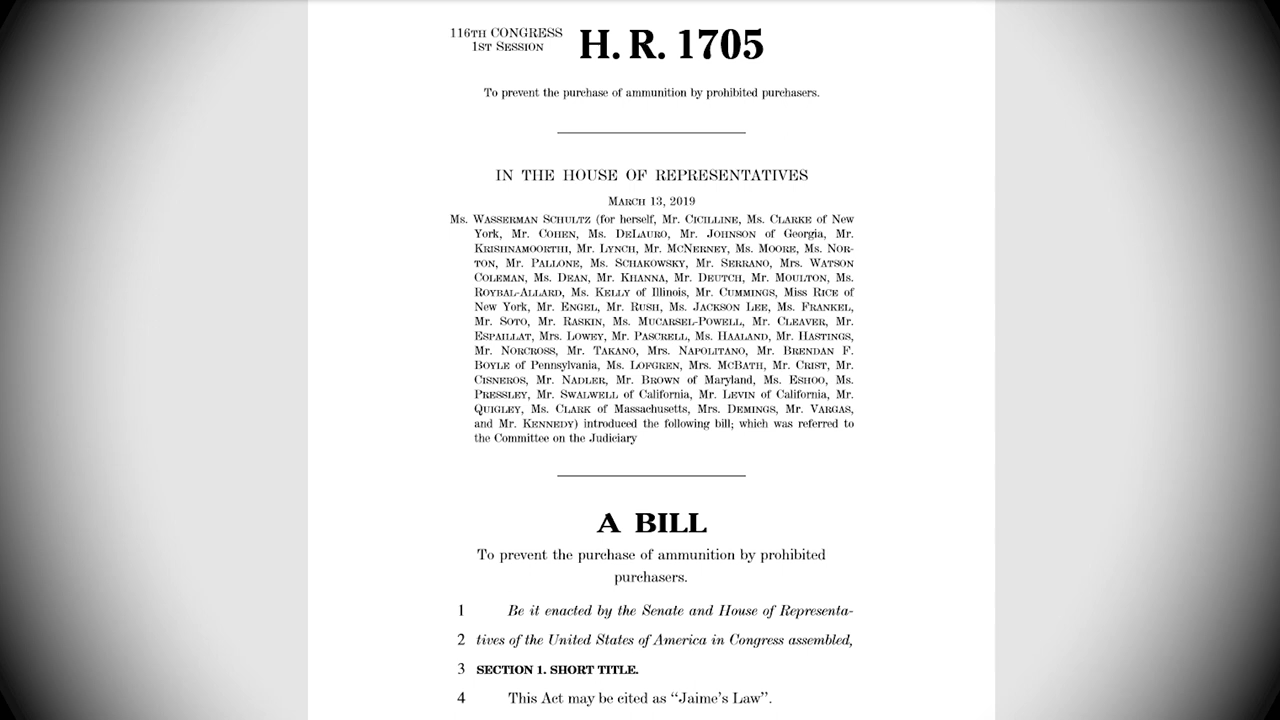 116TH CONGRESS
1ST SESSION
H. R. 1705
To prevent the purchase of ammunition by prohibited purchasers.
IN THE HOUSE OF REPRESENTATIVES
MARCH 13, 2019
Ms. WASSERMAN SCHULTZ (for herself, Mr. CICILLINE, Ms. CLARKE of New
York, Mr. COHEN, Ms. DELAURO, Mr. JOHNSON of Georgia, Mr.
KRISHNAMOORTHI, Mr. LYNCH, Mr. MCNERNEY, Ms. MOORE, Ms. NOR-
TON, Mr. PALLONE, Ms. SCHAKOWSKY, Mr. SERRANO, Mrs. WATSON
COLEMAN, Ms. DEAN, Mr. KHANNA, Mr. DEUTCH, Mr. MOULTON, Ms.
ROYBAL-ALLARD, Ms. KELLY of Illinois, Mr. CUMMINGS, Miss RICE of
New York, Mr. ENGEL, Mr. RUSH, Ms. JACKSON LEE, Ms. FRANKEL,
Mr. SOTO, Mr. RASKIN, Ms. MUCARSEL-POWELL, Mr. CLEAVER, Mr.
ESPAILLAT, Mrs. LOWEY, Mr. PASCRELL, Ms. HAALAND, Mr. HASTINGS,
Mr. NORCROSS, Mr. TAKANO, Mrs. NAPOLITANO, Mr. BRENDAN F.
BOYLE of Pennsylvania, Ms. LOFGREN, Mrs. MCBATH, Mr. CRIST, Mr.
CISNEROS, Mr. NADLER, Mr. BROWN of Maryland, Ms. ESHOO, Ms.
PRESSLEY, Mr. SWALWELL of California, Mr. LEVIN of California, Mr.
QUIGLEY, Ms. CLARK of Massachusetts, Mrs. DEMINGS, Mr. VARGAS,
and Mr. KENNEDY) introduced the following bill; which was referred to
the Committee on the Judiciary
A BILL
To prevent the purchase of ammunition by prohibited
purchasers.
1 Be it enacted by the Senate and House of Representa-
2 tives of the United States of America in Congress assembled,
3 SECTION 1. SHORT TITLE.
4 This Act may be cited as “Jaime’s Law”.